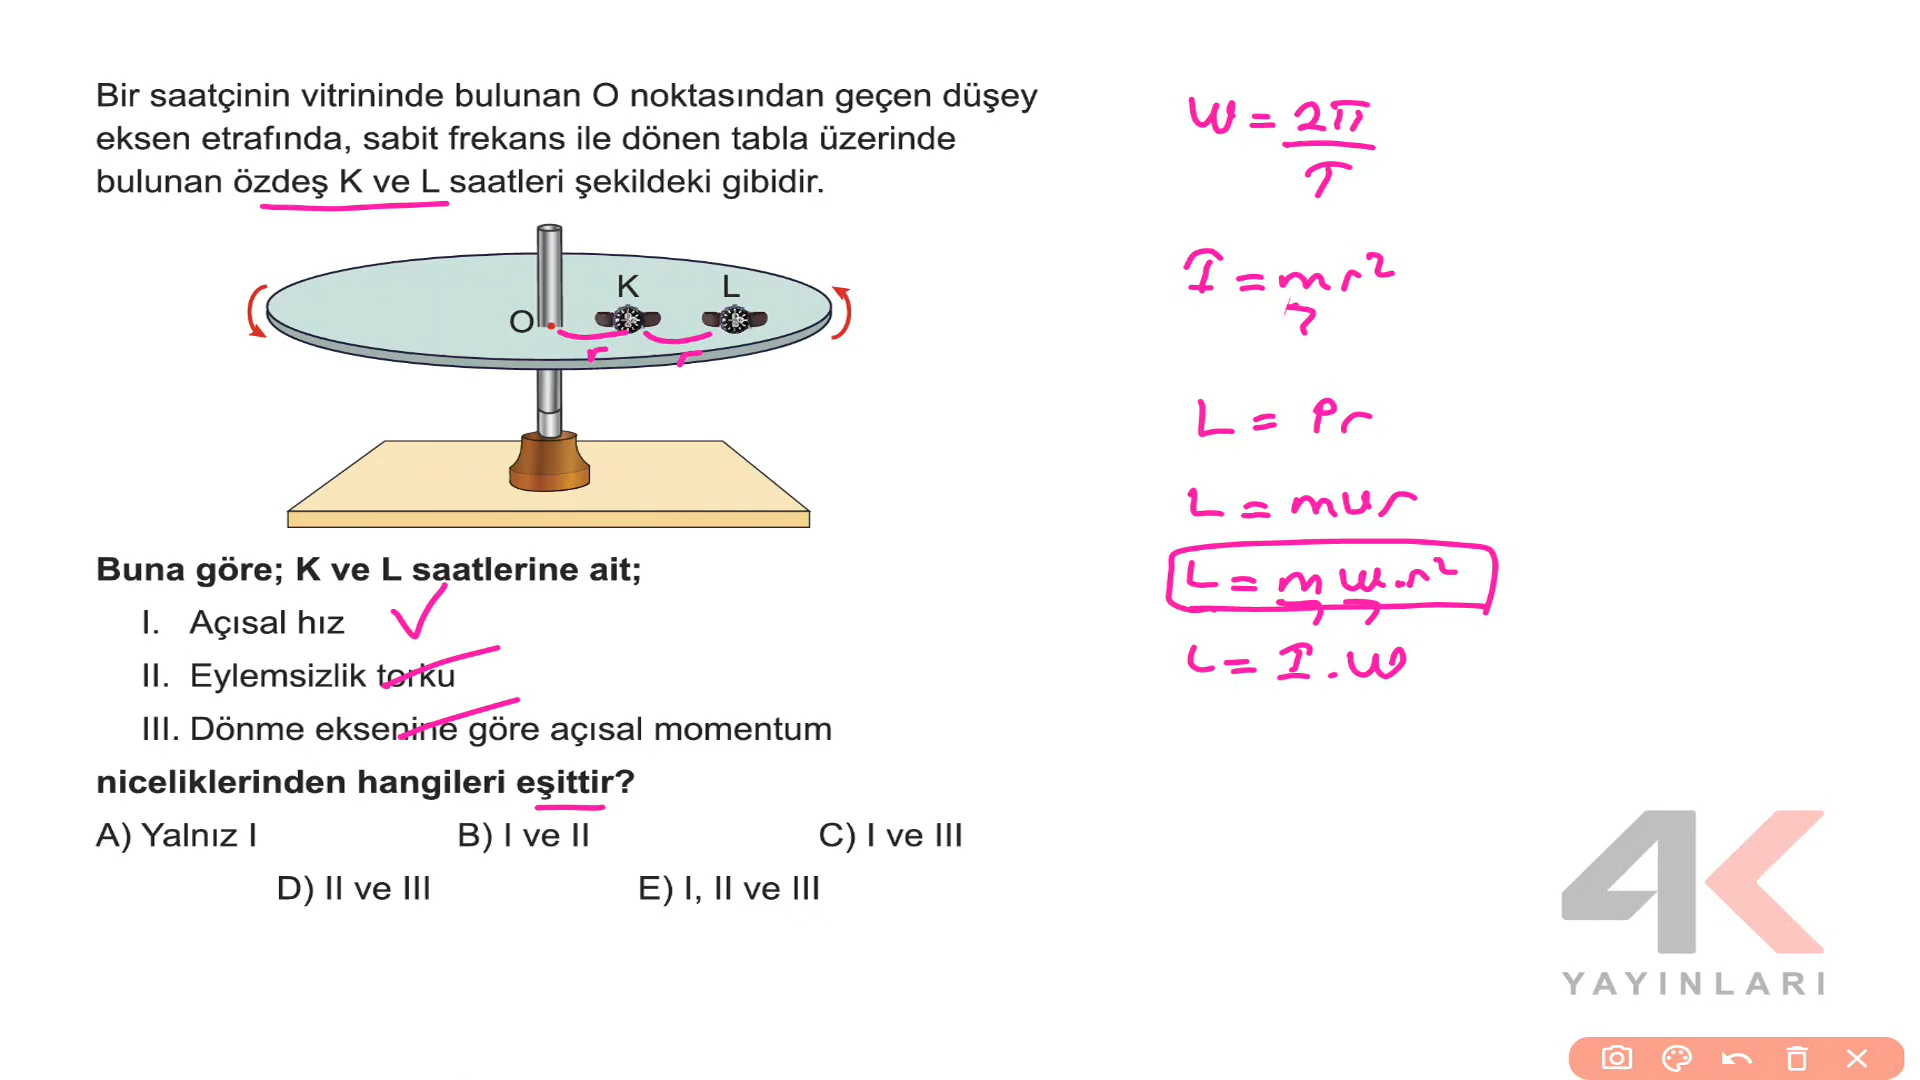 Bir saatçinin vitrininde bulunan O noktasından geçen düşey
eksen etrafında, sabit frekans ile dönen tabla üzerinde
bulunan özdeş K ve L saatleri şekildeki gibidir.
K L
O
r r
Buna göre; K ve L saatlerine ait;
I. Açısal hız
II. Eylemsizlik torku
III. Dönme eksenine göre açısal momentum
niceliklerinden hangileri eşittir?
A) Yalnız I B) I ve II C) I ve III
D) II ve III E) I, II ve III
W = 2π
T
I = mr²
L = Pr
L = mυr
L = m w.r²
L = I . W
4K
YAYINLARI